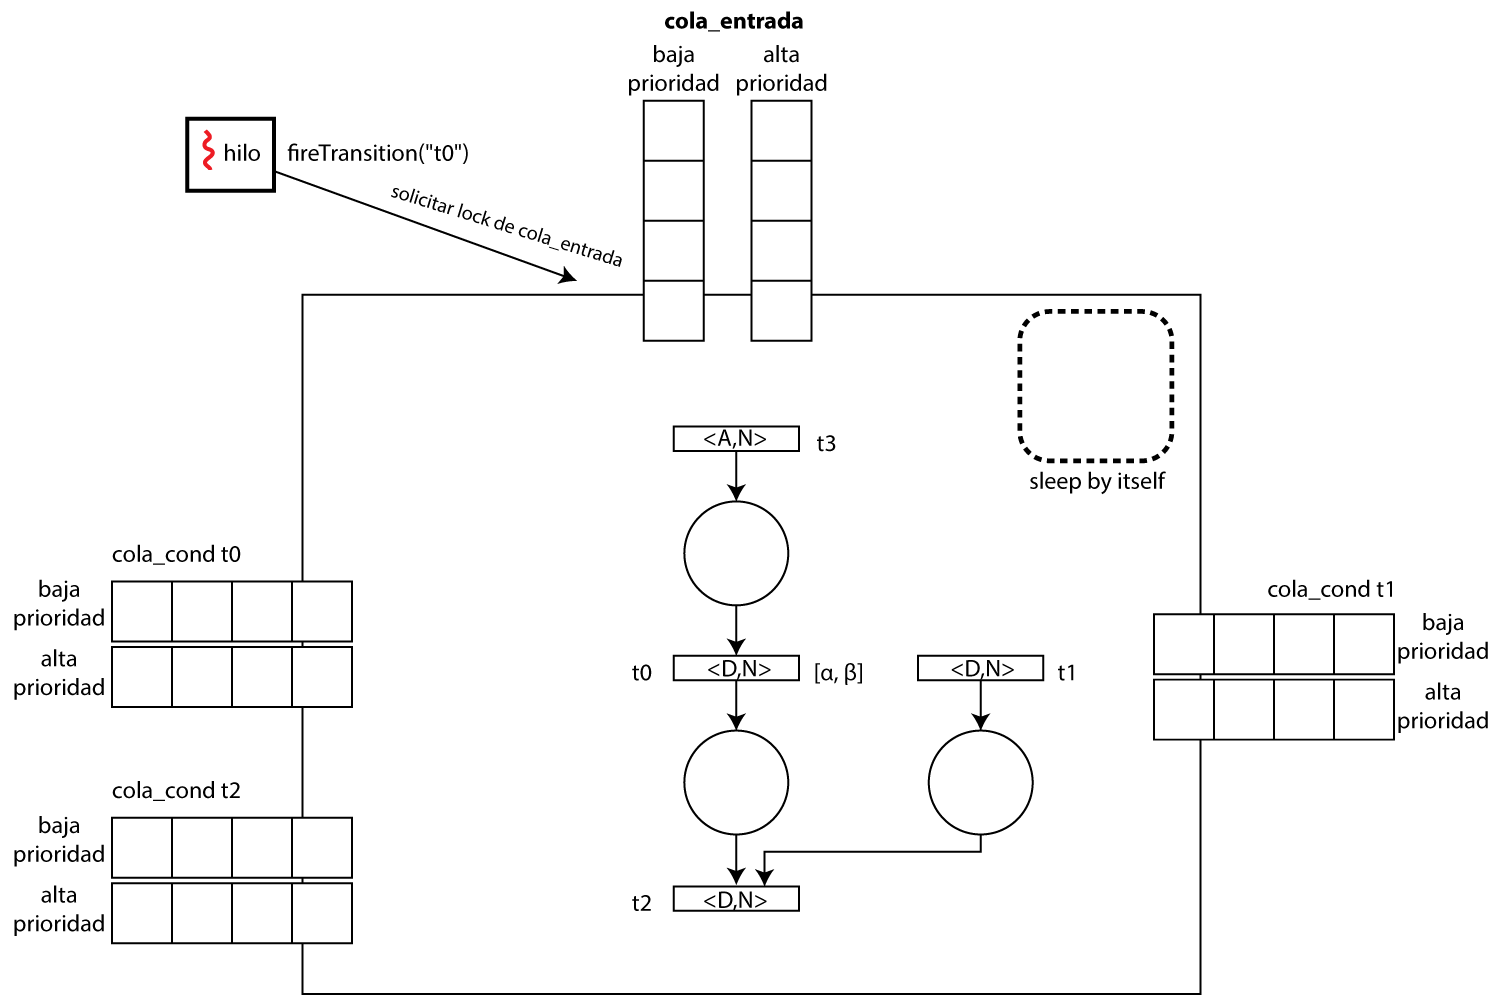 cola_entrada
baja
prioridad
alta
prioridad
hilo
fireTransition("t0")
solicitar lock de cola_entrada
<A,N>
t3
sleep by itself
cola_cond t0
baja
prioridad
alta
prioridad
cola_cond t1
baja
prioridad
alta
prioridad
t0
<D,N>
[α, β]
<D,N>
t1
cola_cond t2
baja
prioridad
alta
prioridad
t2
<D,N>